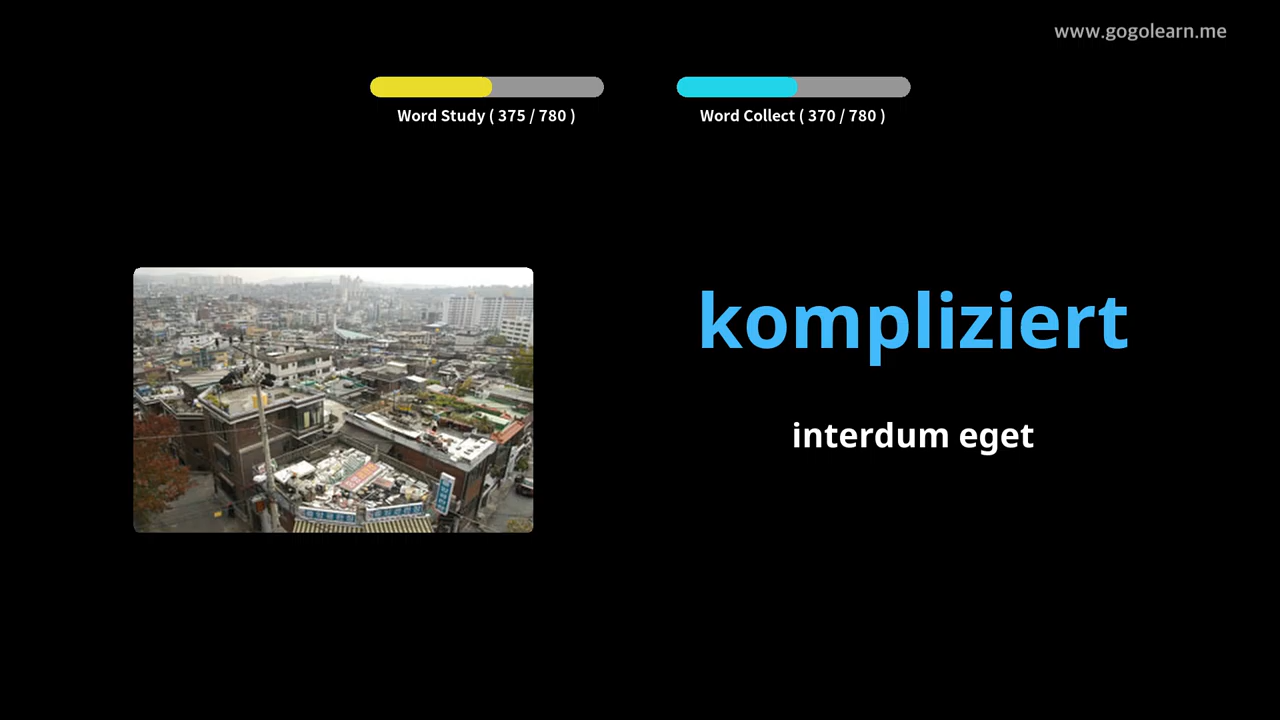 www.gogolearn.me
Word Study ( 375 / 780 )
Word Collect ( 370 / 780 )
kompliziert
interdum eget